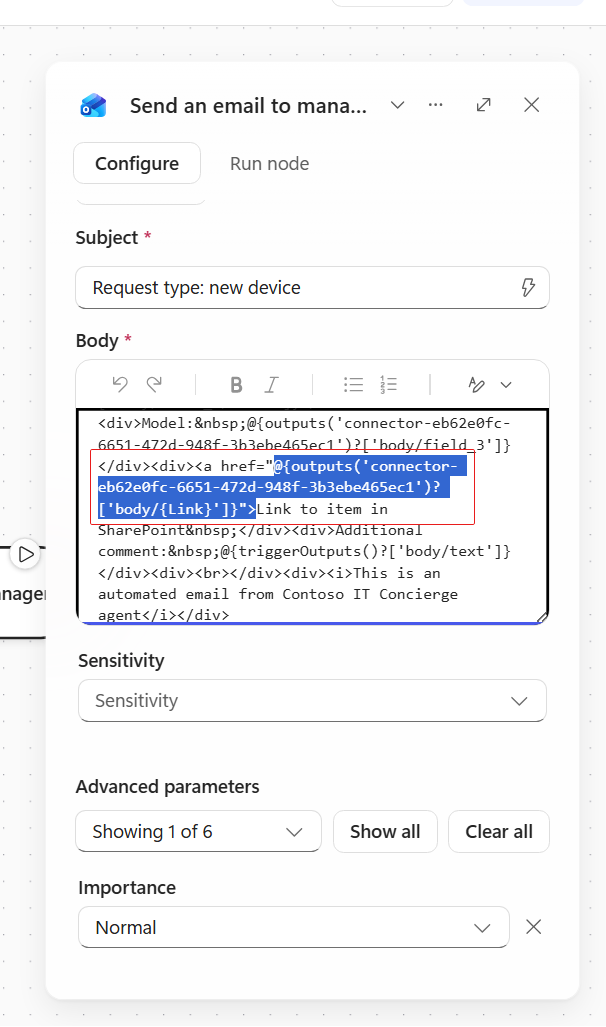 Send an email to mana...
Configure
Run node
Subject *
Request type: new device
Body *
<div>Model:&nbsp;@{outputs('connector-eb62e0fc-
6651-472d-948f-3b3ebe465ec1')?['body/field_3']}
</div><div><a href="@{outputs('connector-
eb62e0fc-6651-472d-948f-3b3ebe465ec1')?
['body/{Link}']}">Link to item in
SharePoint&nbsp;</div><div>Additional
comment:&nbsp;@{triggerOutputs()?['body/text']}
</div><div><br></div><div><i>This is an
automated email from Contoso IT Concierge
agent</i></div>
nager
Sensitivity
Sensitivity
Advanced parameters
Showing 1 of 6
Show all
Clear all
Importance
Normal